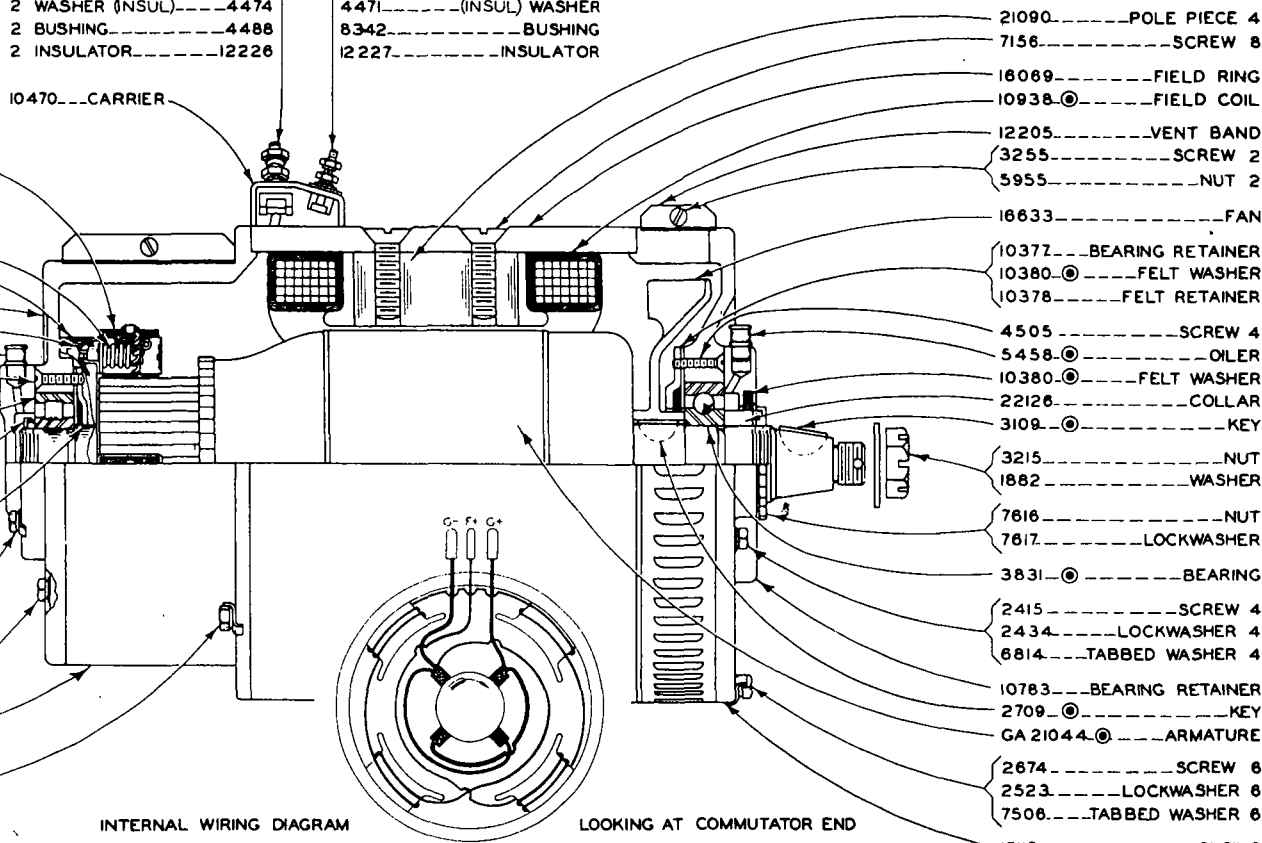 2 WASHER (INSUL)----4474
2 BUSHING--------4488
2 INSULATOR------12226
4471------(INSUL) WASHER
8342----------BUSHING
12227--------INSULATOR
10470---CARRIER
21090------POLE PIECE 4
7156----------SCREW 8
16069-------FIELD RING
10938 ◉-----FIELD COIL
12205-------VENT BAND
3255----------SCREW 2
5955----------NUT 2
16633------------FAN
10377---BEARING RETAINER
10380 ◉----FELT WASHER
10378-----FELT RETAINER
4505----------SCREW 4
5458 ◉----------OILER
10380 ◉----FELT WASHER
22126----------COLLAR
3109 ◉-----------KEY
3215------------NUT
1882---------WASHER
7616------------NUT
7617------LOCKWASHER
3831 ◉-------BEARING
2415----------SCREW 4
2434-----LOCKWASHER 4
6814---TABBED WASHER 4
10783---BEARING RETAINER
2709 ◉-----------KEY
GA 21044 ◉----ARMATURE
2674----------SCREW 6
2523-----LOCKWASHER 6
7506----TABBED WASHER 6
G- F+ G+
INTERNAL WIRING DIAGRAM
LOOKING AT COMMUTATOR END